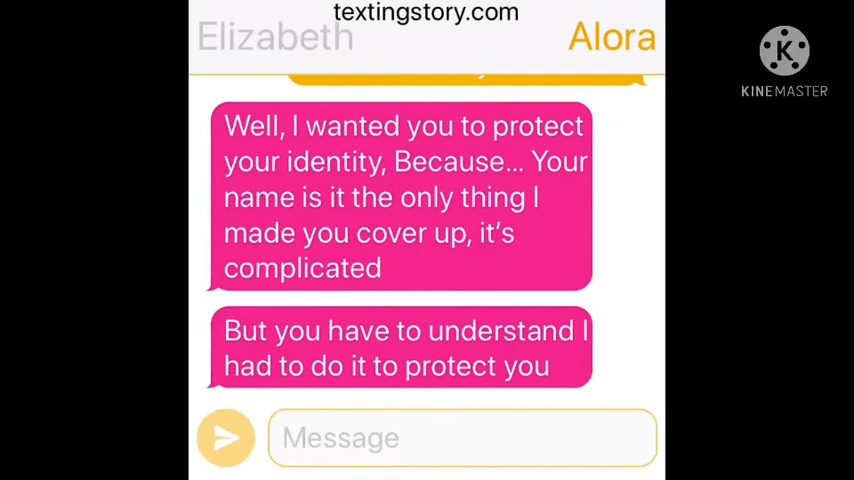 textingstory.com
Elizabeth
Alora
KINEMASTER
Well, I wanted you to protect
your identity, Because... Your
name is it the only thing I
made you cover up, it's
complicated
But you have to understand I
had to do it to protect you
Message